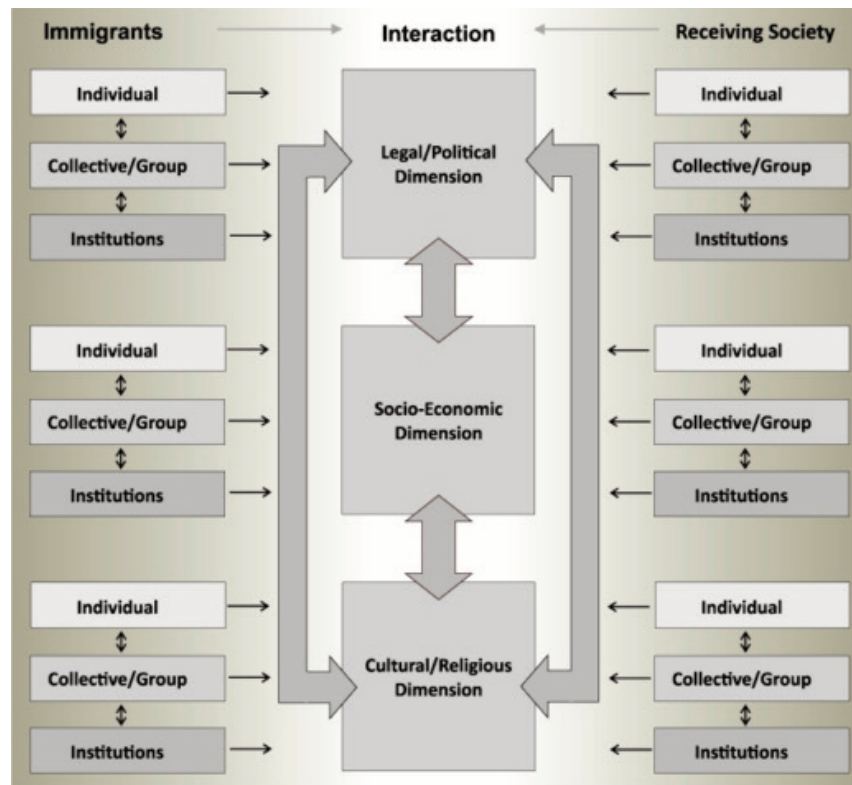 Immigrants Interaction Receiving Society
Individual Individual
Legal/Political
Dimension
Collective/Group Collective/Group
Institutions Institutions
Individual Individual
Socio-Economic
Dimension
Collective/Group Collective/Group
Institutions Institutions
Individual Individual
Cultural/Religious
Dimension
Collective/Group Collective/Group
Institutions Institutions